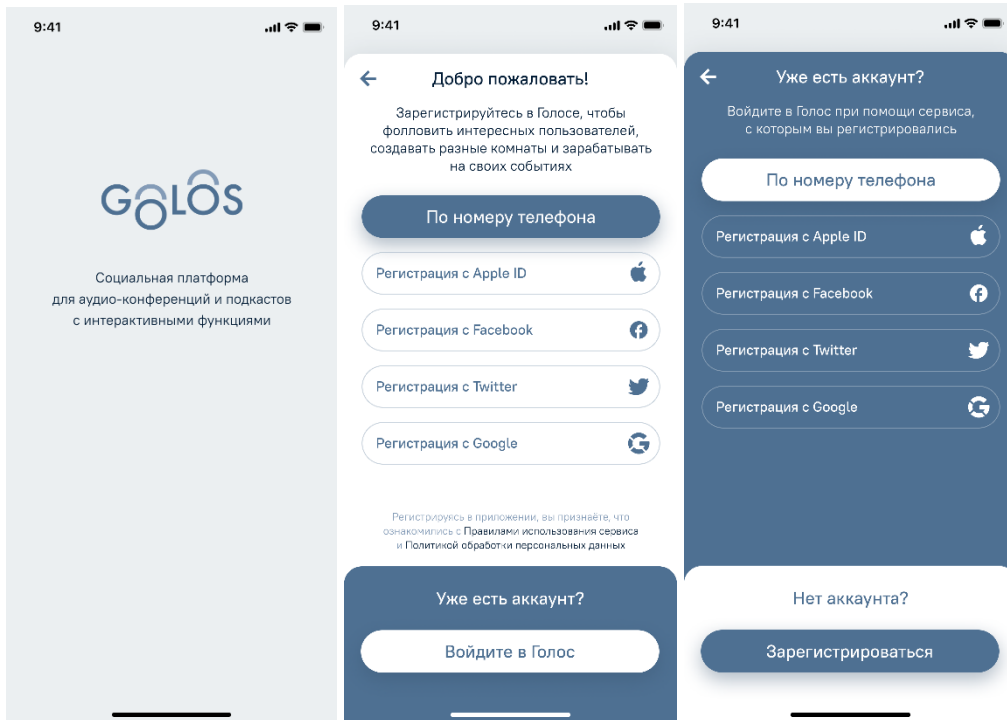 9:41
GOLOS
Социальная платформа
для аудио-конференций и подкастов
с интерактивными функциями
9:41
Добро пожаловать!
Зарегистрируйтесь в Голосе, чтобы
фолловить интересных пользователей,
создавать разные комнаты и зарабатывать
на своих событиях
По номеру телефона
Регистрация с Apple ID
Регистрация с Facebook
Регистрация с Twitter
Регистрация с Google
Регистрируясь в приложении, вы признаёте, что
ознакомились с Правилами использования сервиса
и Политикой обработки персональных данных
Уже есть аккаунт?
Войдите в Голос
9:41
Уже есть аккаунт?
Войдите в Голос при помощи сервиса,
с которым вы регистрировались
По номеру телефона
Регистрация с Apple ID
Регистрация с Facebook
Регистрация с Twitter
Регистрация с Google
Нет аккаунта?
Зарегистрироваться